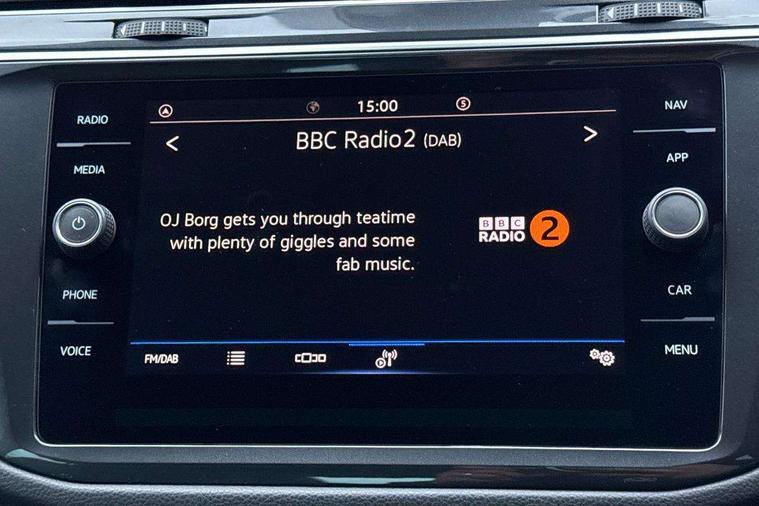 15:00
S
RADIO
NAV
< BBC Radio2 (DAB) >
MEDIA
APP
OJ Borg gets you through teatime
with plenty of giggles and some
fab music.
BBC
RADIO 2
PHONE
CAR
VOICE
MENU
FM/DAB